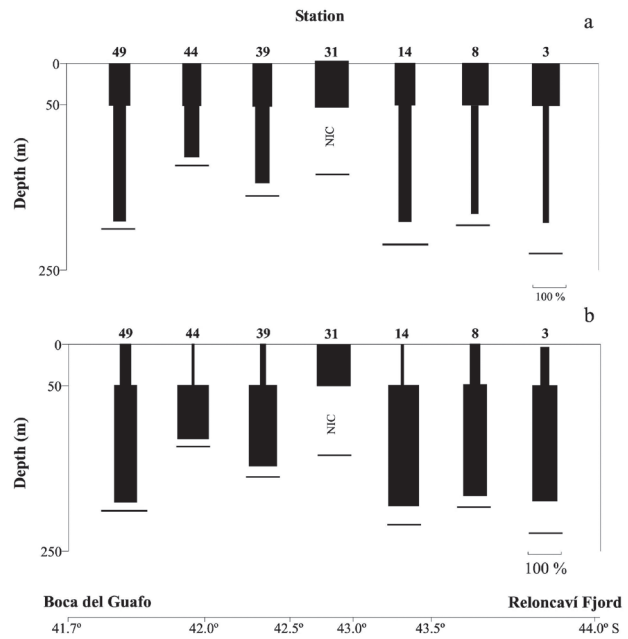 Station
a
49 44 39 31 14 8 3
0
50
Depth (m)
NIC
250
100 %
b
49 44 39 31 14 8 3
0
50
Depth (m)
NIC
250
100 %
Boca del Guafo Reloncaví Fjord
41.7º 42.0º 42.5º 43.0º 43.5º 44.0º S